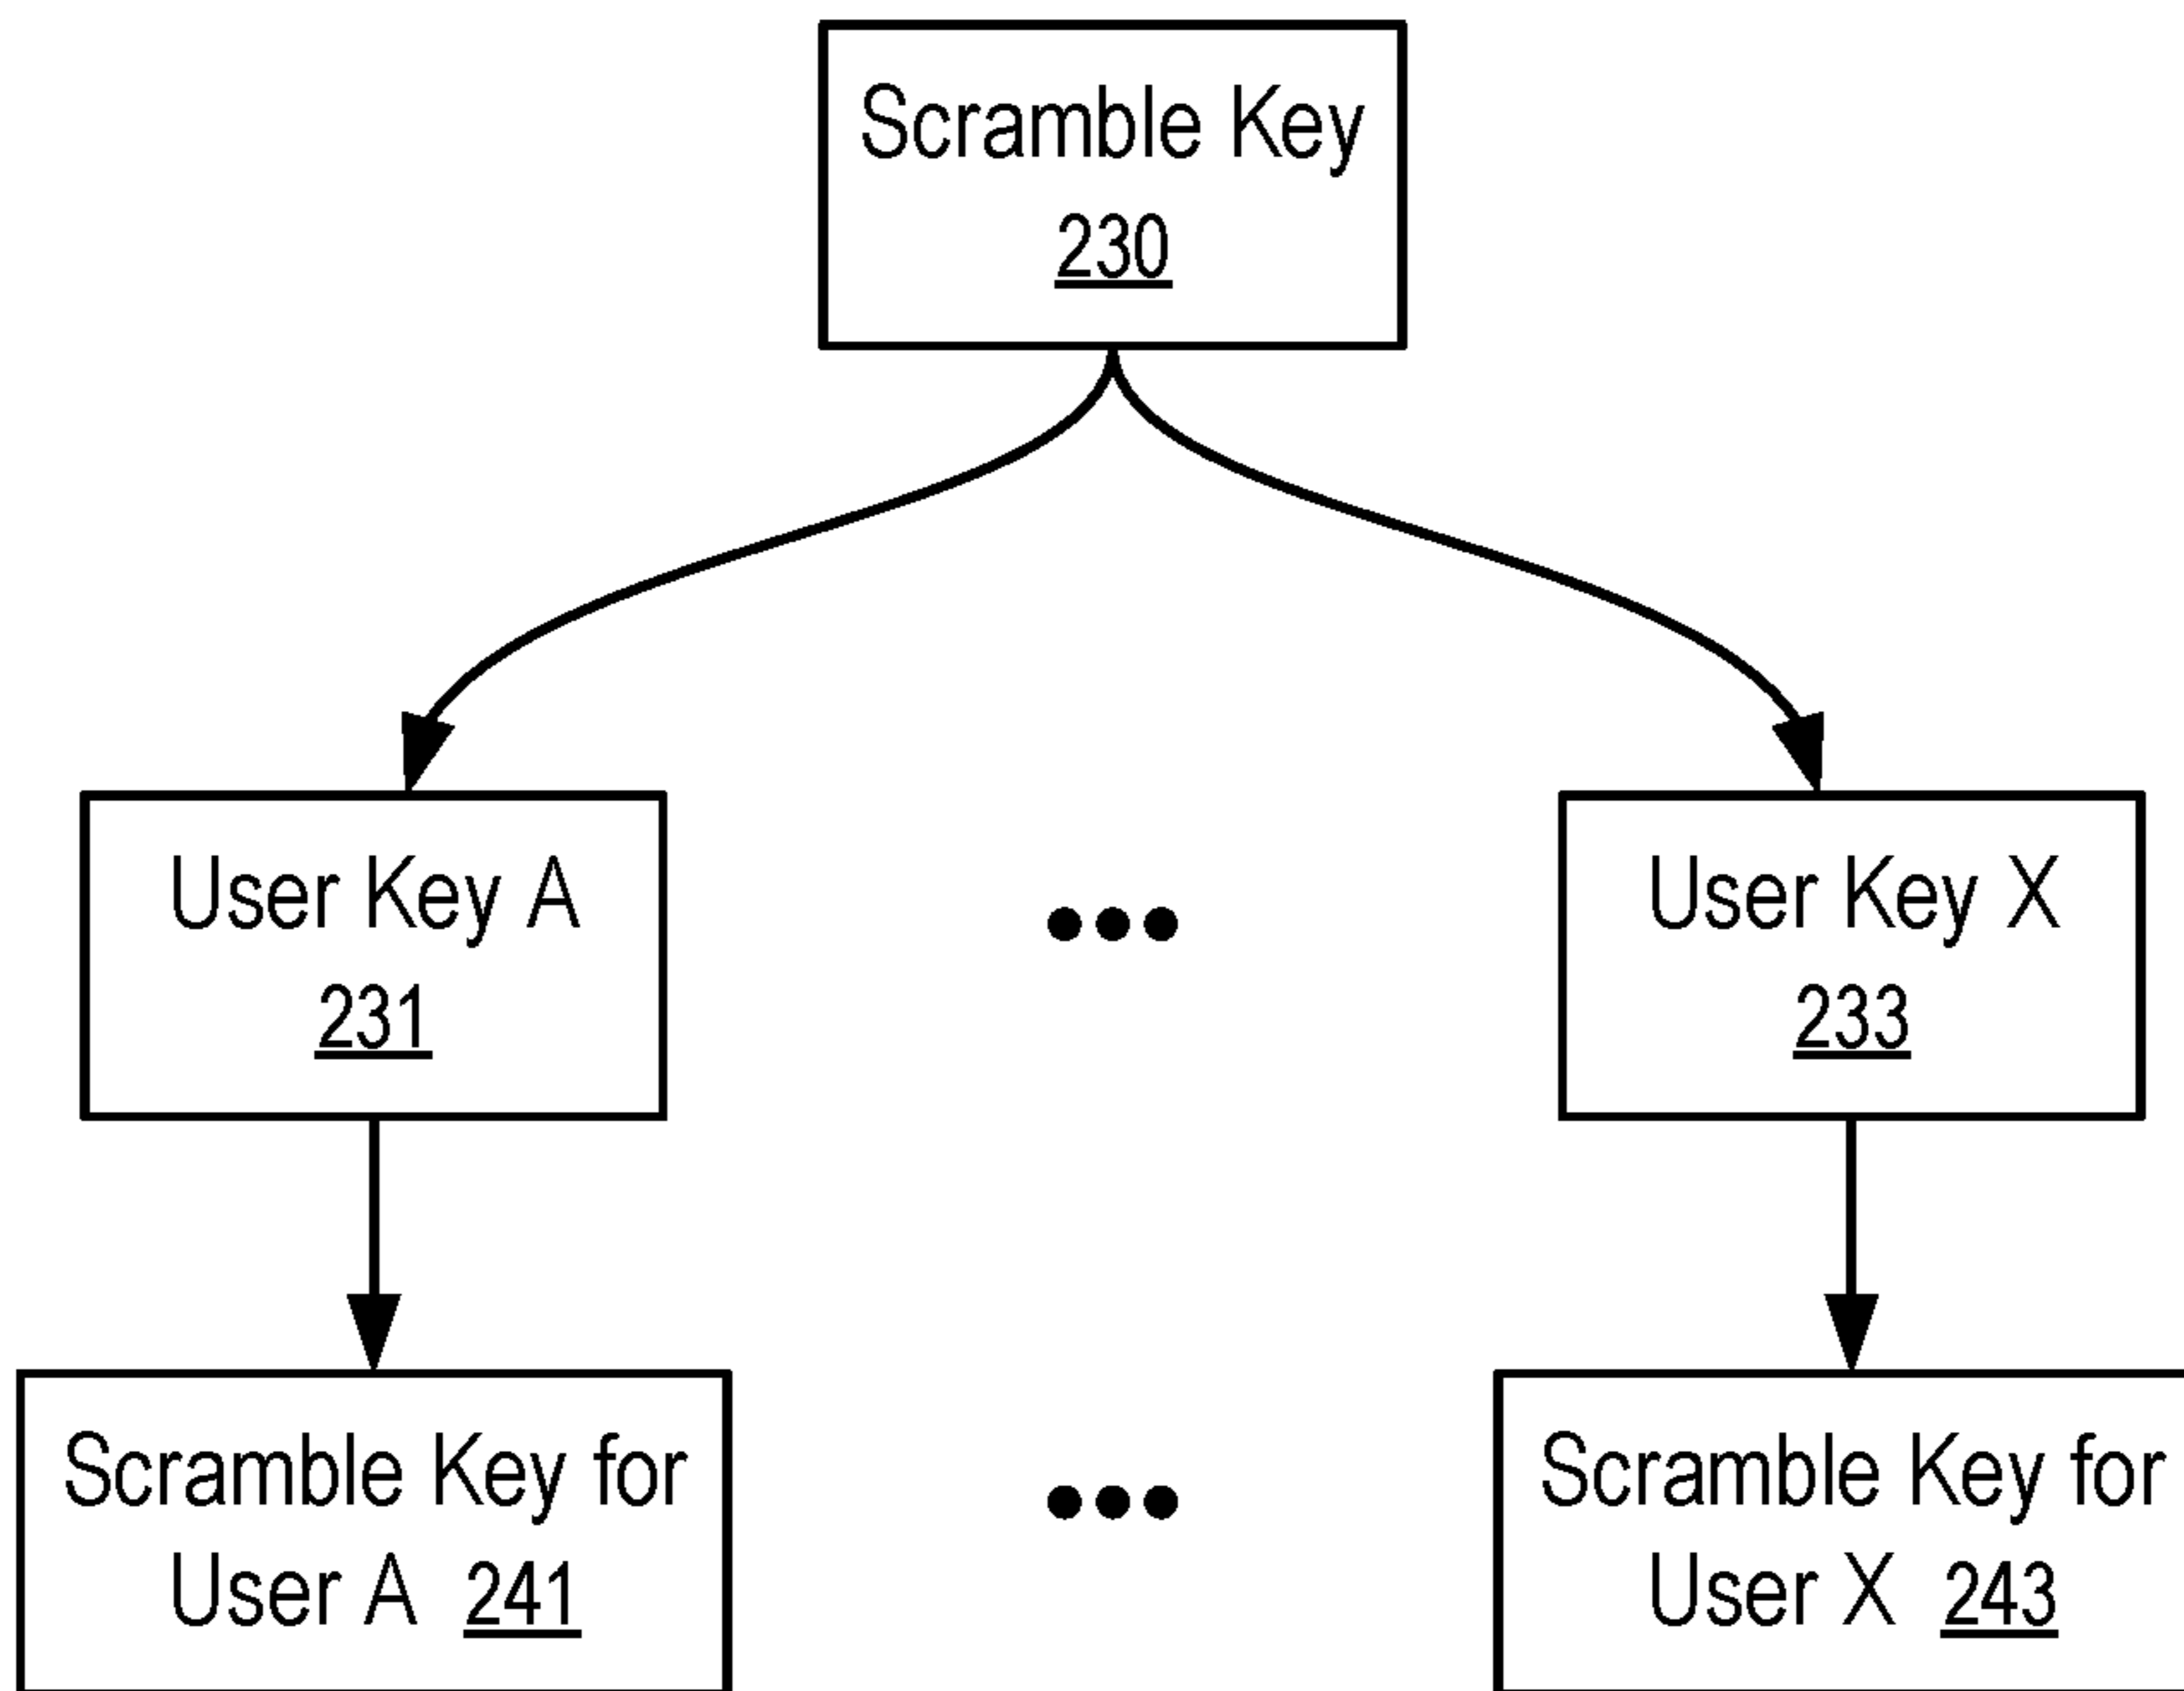 Scramble Key
230
User Key A
231
User Key X
233
Scramble Key for
User A 241
Scramble Key for
User X 243